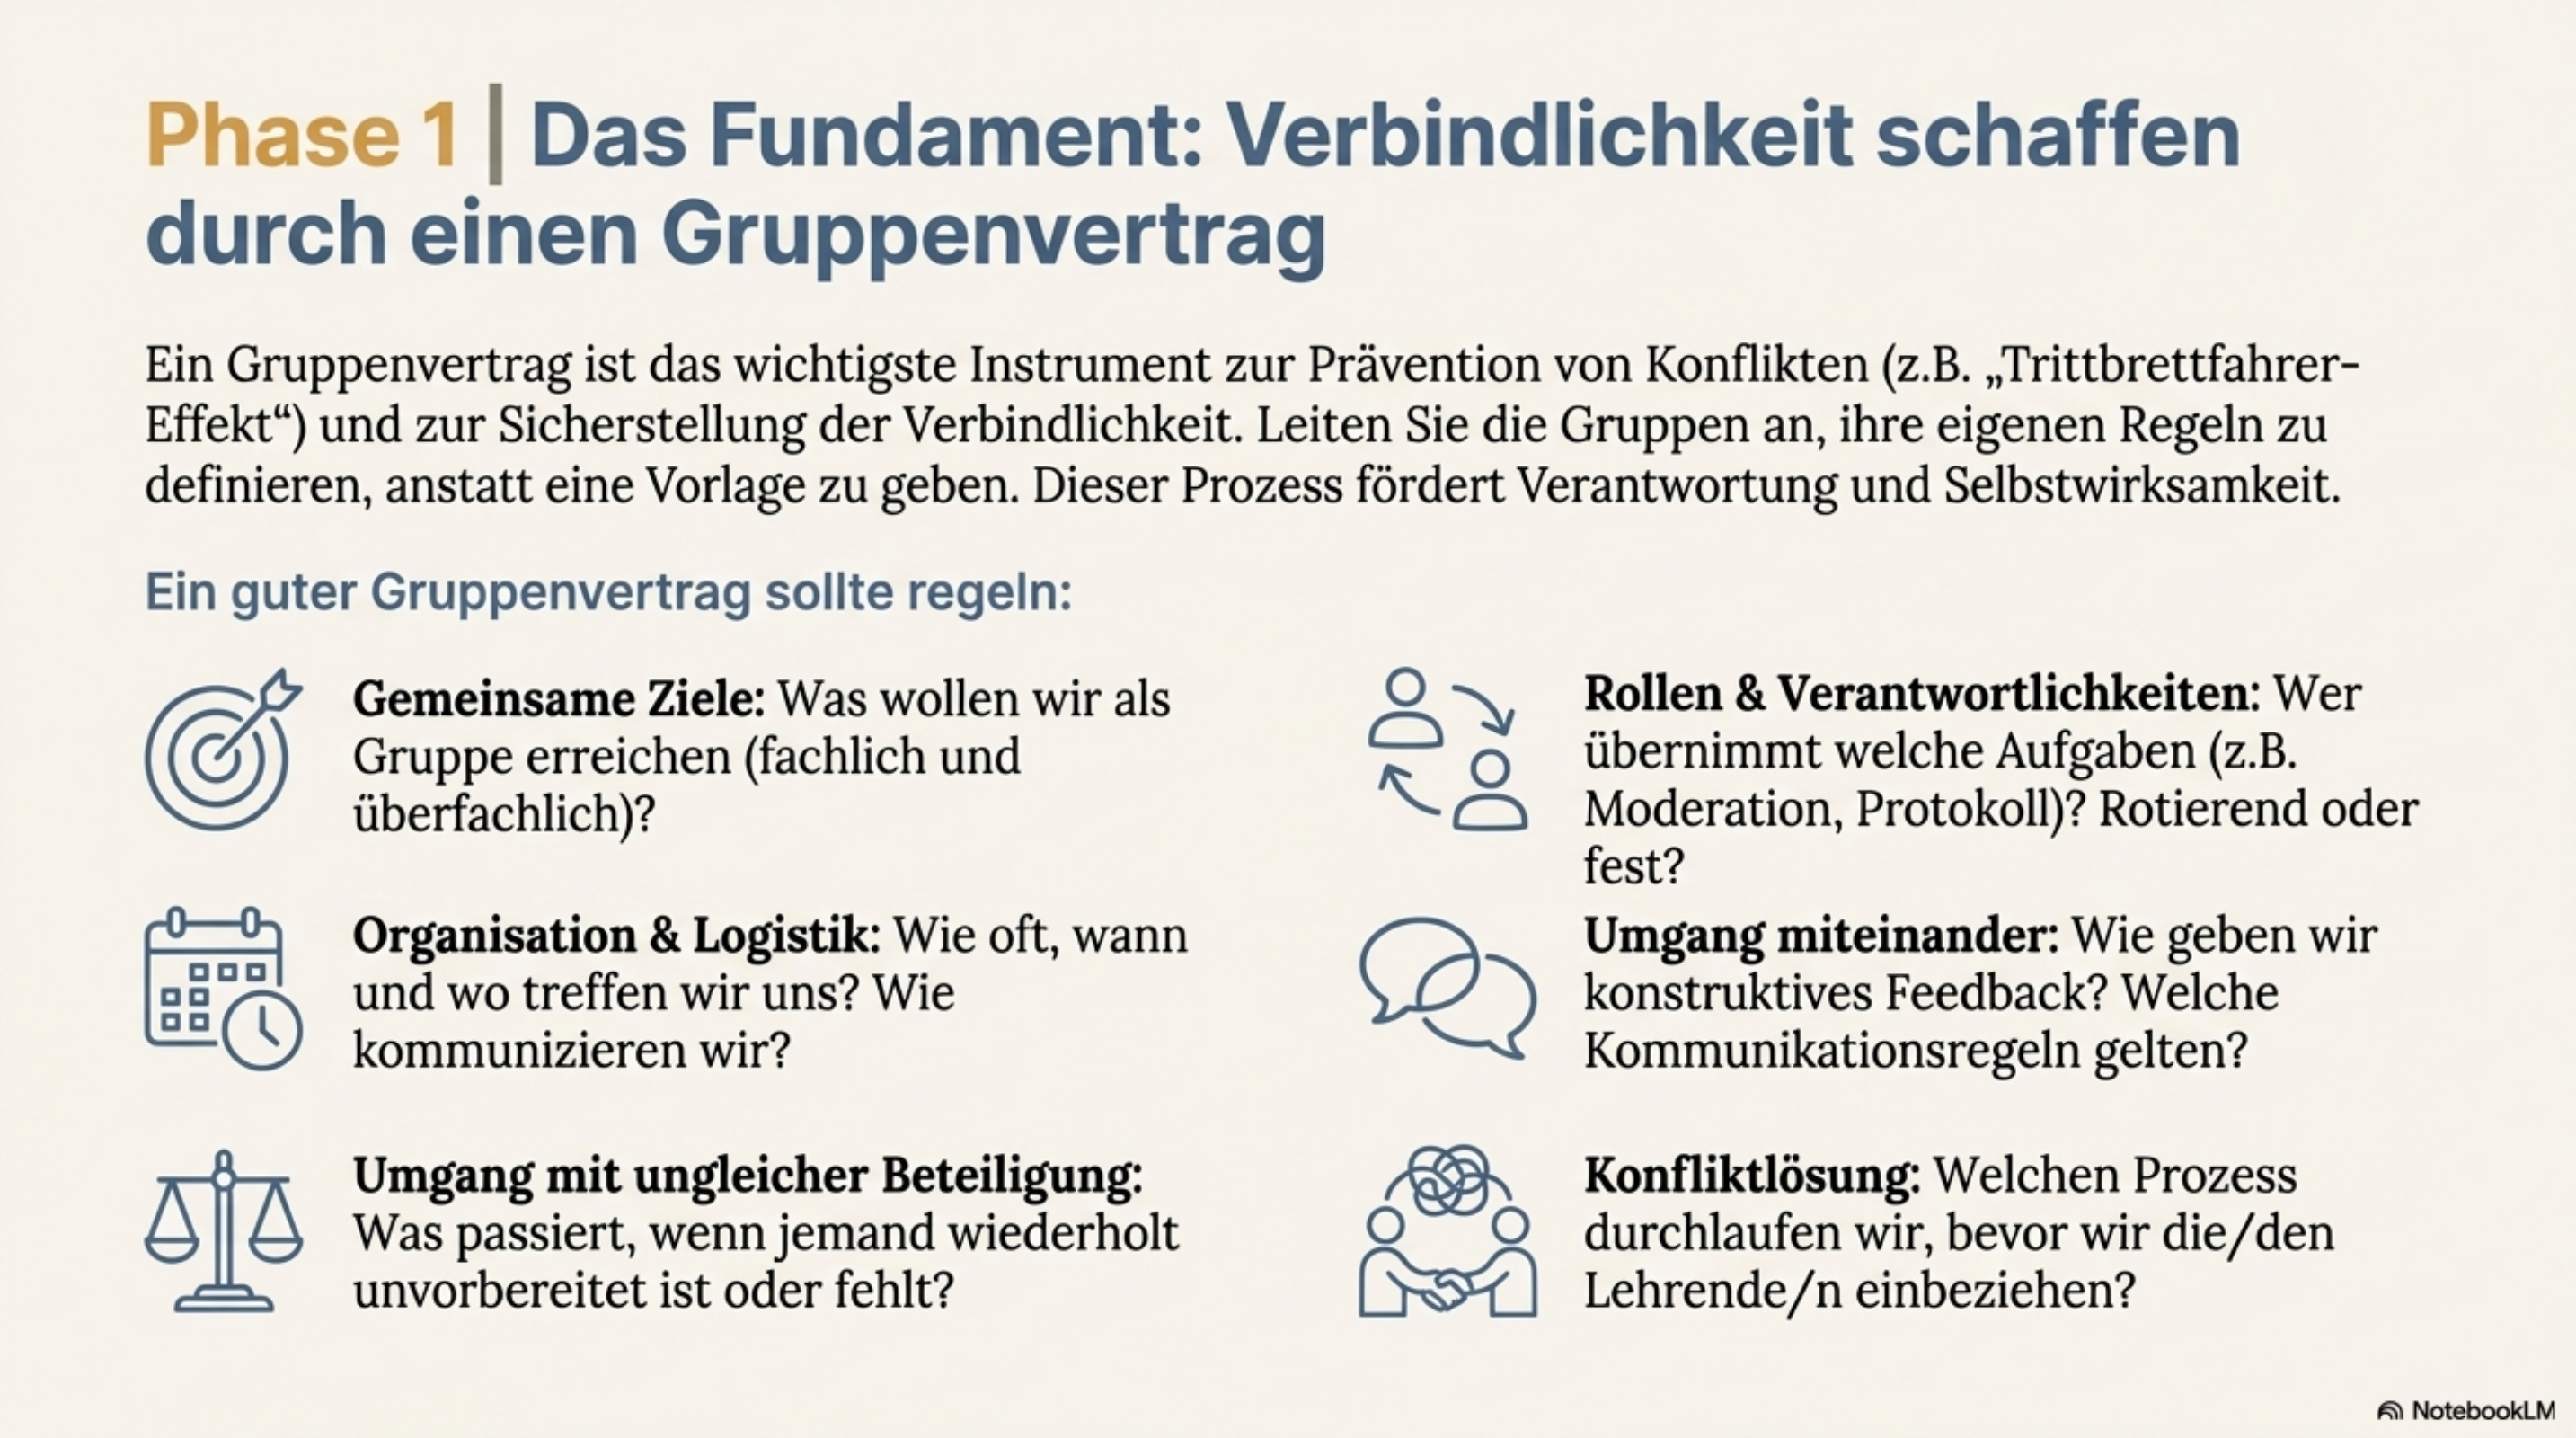 Phase 1 | Das Fundament: Verbindlichkeit schaffen
durch einen Gruppenvertrag
Ein Gruppenvertrag ist das wichtigste Instrument zur Prävention von Konflikten (z.B. „Trittbrettfahrer-
Effekt“) und zur Sicherstellung der Verbindlichkeit. Leiten Sie die Gruppen an, ihre eigenen Regeln zu
definieren, anstatt eine Vorlage zu geben. Dieser Prozess fördert Verantwortung und Selbstwirksamkeit.
Ein guter Gruppenvertrag sollte regeln:
Gemeinsame Ziele: Was wollen wir als
Gruppe erreichen (fachlich und
überfachlich)?
Rollen & Verantwortlichkeiten: Wer
übernimmt welche Aufgaben (z.B.
Moderation, Protokoll)? Rotierend oder
fest?
Organisation & Logistik: Wie oft, wann
und wo treffen wir uns? Wie
kommunizieren wir?
Umgang miteinander: Wie geben wir
konstruktives Feedback? Welche
Kommunikationsregeln gelten?
Umgang mit ungleicher Beteiligung:
Was passiert, wenn jemand wiederholt
unvorbereitet ist oder fehlt?
Konfliktlösung: Welchen Prozess
durchlaufen wir, bevor wir die/den
Lehrende/n einbeziehen?
NotebookLM